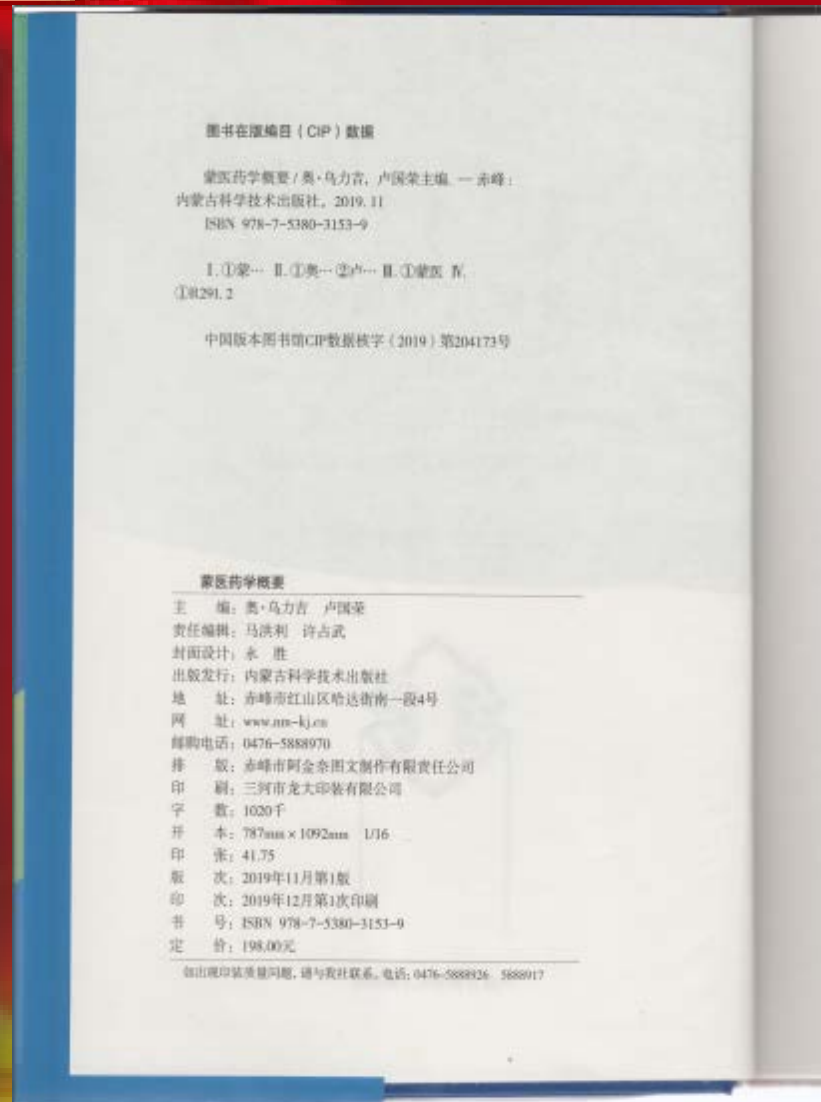 图书在版编目（CIP）数据
蒙医药学概要 / 奥·乌力吉，卢国荣主编. — 赤峰：
内蒙古科学技术出版社，2019.11
ISBN 978-7-5380-3153-9
Ⅰ.①蒙… Ⅱ.①奥… ②卢… Ⅲ.①蒙医 Ⅳ.
①R291.2
中国版本图书馆CIP数据核字（2019）第204173号
蒙医药学概要
主 编：奥·乌力吉 卢国荣
责任编辑：马洪利 许占武
封面设计：永 胜
出版发行：内蒙古科学技术出版社
地 址：赤峰市红山区哈达街南一段4号
网 址：www.nm-kj.cn
邮购电话：0476-5888970
排 版：赤峰市阿金奈图文制作有限责任公司
印 刷：三河市龙大印装有限公司
字 数：1020千
开 本：787mm×1092mm 1/16
印 张：41.75
版 次：2019年11月第1版
印 次：2019年12月第1次印刷
书 号：ISBN 978-7-5380-3153-9
定 价：198.00元
如出现印装质量问题，请与我社联系。电话：0476-5888926 5888917